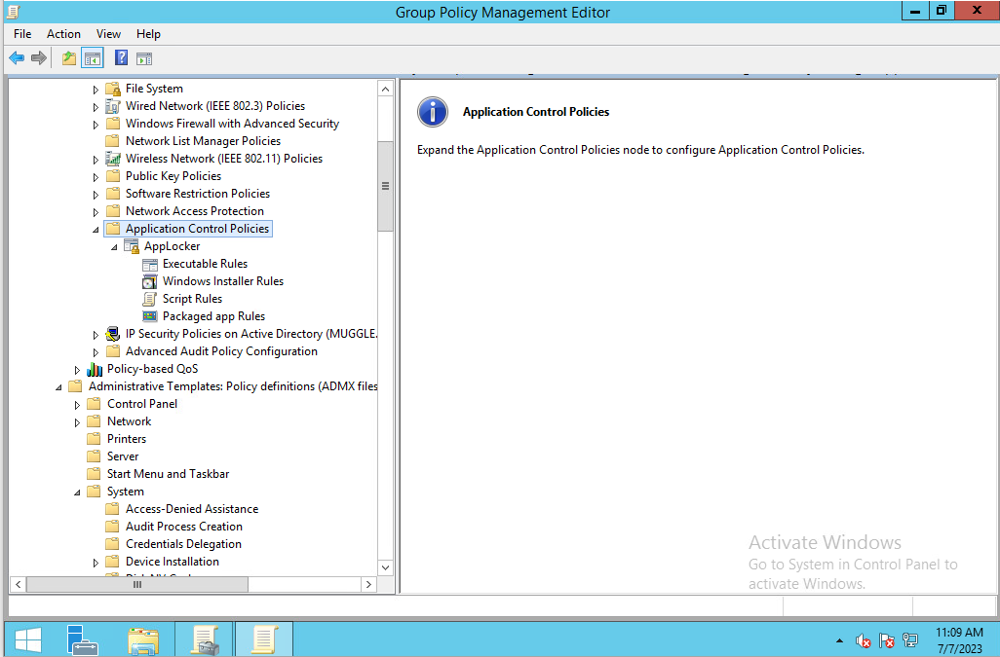 Group Policy Management Editor
File Action View Help
File System
Wired Network (IEEE 802.3) Policies
Windows Firewall with Advanced Security
Network List Manager Policies
Wireless Network (IEEE 802.11) Policies
Public Key Policies
Software Restriction Policies
Network Access Protection
Application Control Policies
AppLocker
Executable Rules
Windows Installer Rules
Script Rules
Packaged app Rules
IP Security Policies on Active Directory (MUGGLE.
Advanced Audit Policy Configuration
Policy-based QoS
Administrative Templates: Policy definitions (ADMX files
Control Panel
Network
Printers
Server
Start Menu and Taskbar
System
Access-Denied Assistance
Audit Process Creation
Credentials Delegation
Device Installation
Application Control Policies
Expand the Application Control Policies node to configure Application Control Policies.
Activate Windows
Go to System in Control Panel to
activate Windows.
11:09 AM
7/7/2023